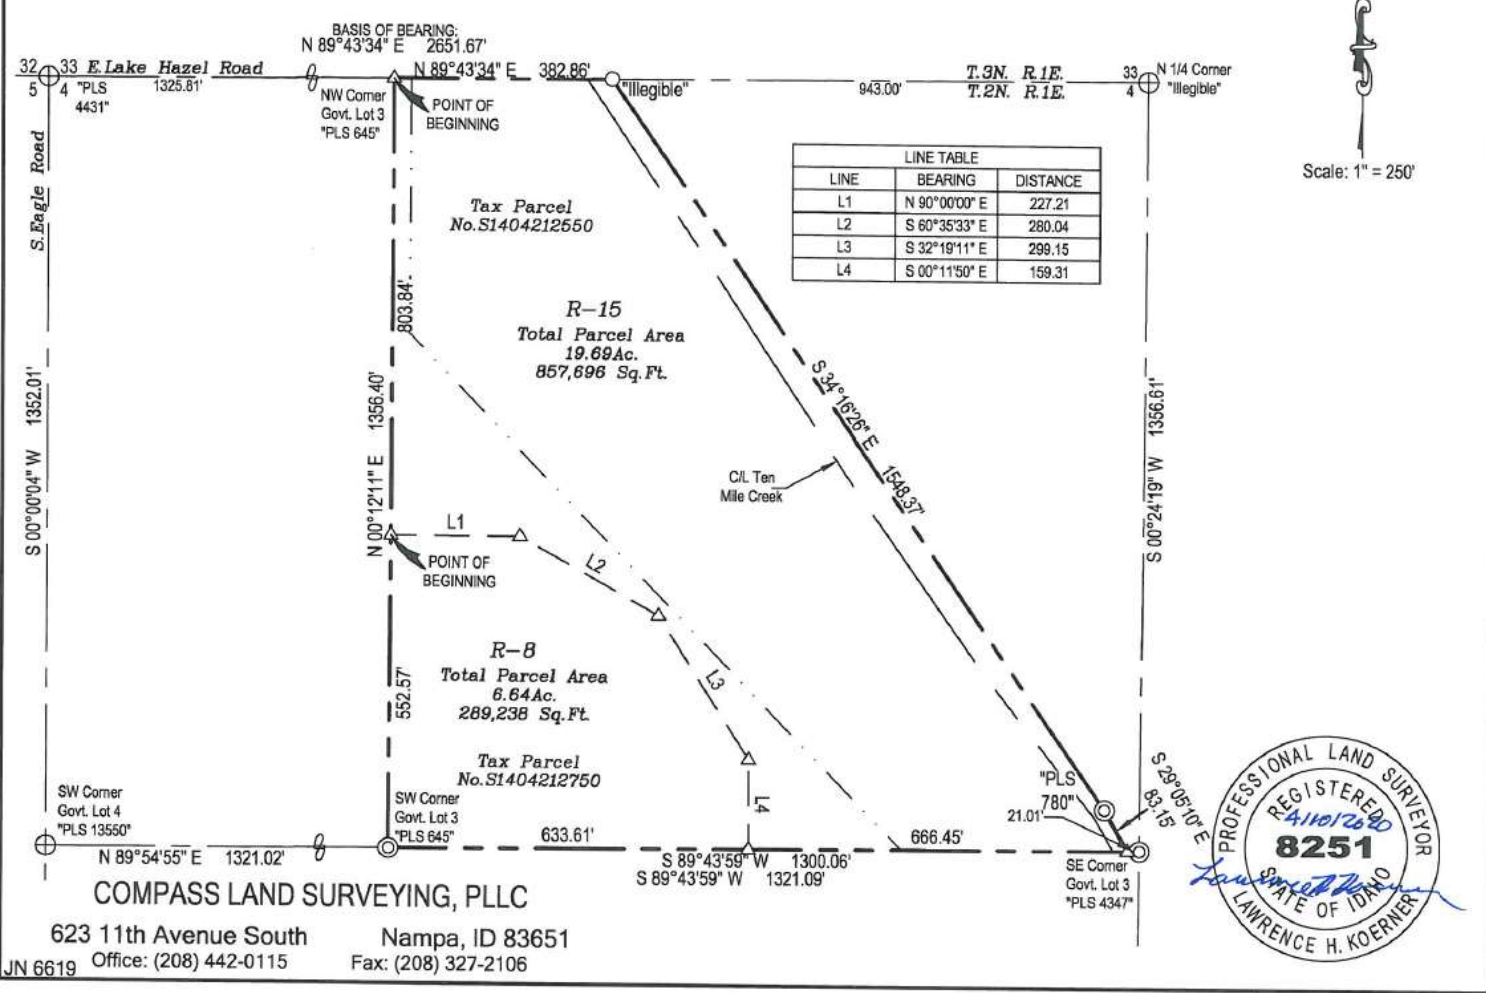 BASIS OF BEARING:
N 89°43'34" E 2651.67'
32 33 E.Lake Hazel Road
5 4 "PLS 4431"
1325.81'
N 89°43'34" E 382.86'
"Illegible"
943.00'
T.3N. R.1E.
T.2N. R.1E.
33
4
N 1/4 Corner
"Illegible"
NW Corner
Govt. Lot 3
"PLS 645"
POINT OF
BEGINNING
Scale: 1" = 250'
S.Eagle Road
LINE TABLE
LINE BEARING DISTANCE
L1 N 90°00'00" E 227.21
L2 S 60°35'33" E 280.04
L3 S 32°19'11" E 299.15
L4 S 00°11'50" E 159.31
Tax Parcel
No.S1404212550
803.84'
R-15
Total Parcel Area
19.69Ac.
857,696 Sq.Ft.
S 00°00'04" W 1352.01'
N 00°12'11" E 1356.40'
S 34°16'26" E 1548.37'
S 00°24'19" W 1356.61'
C/L Ten
Mile Creek
L1
L2
POINT OF
BEGINNING
R-8
Total Parcel Area
6.64Ac.
289,238 Sq.Ft.
552.57'
L3
Tax Parcel
No.S1404212750
L4
"PLS
780"
21.01'
S 29°05'10" E
83.15'
SW Corner
Govt. Lot 4
"PLS 13550"
SW Corner
Govt. Lot 3
"PLS 645"
633.61'
666.45'
N 89°54'55" E 1321.02'
S 89°43'59" W 1300.06'
S 89°43'59" W 1321.09'
SE Corner
Govt. Lot 3
"PLS 4347"
PROFESSIONAL LAND SURVEYOR
REGISTERED
4/10/2020
8251
STATE OF IDAHO
LAWRENCE H. KOERNER
COMPASS LAND SURVEYING, PLLC
623 11th Avenue South Nampa, ID 83651
JN 6619 Office: (208) 442-0115 Fax: (208) 327-2106